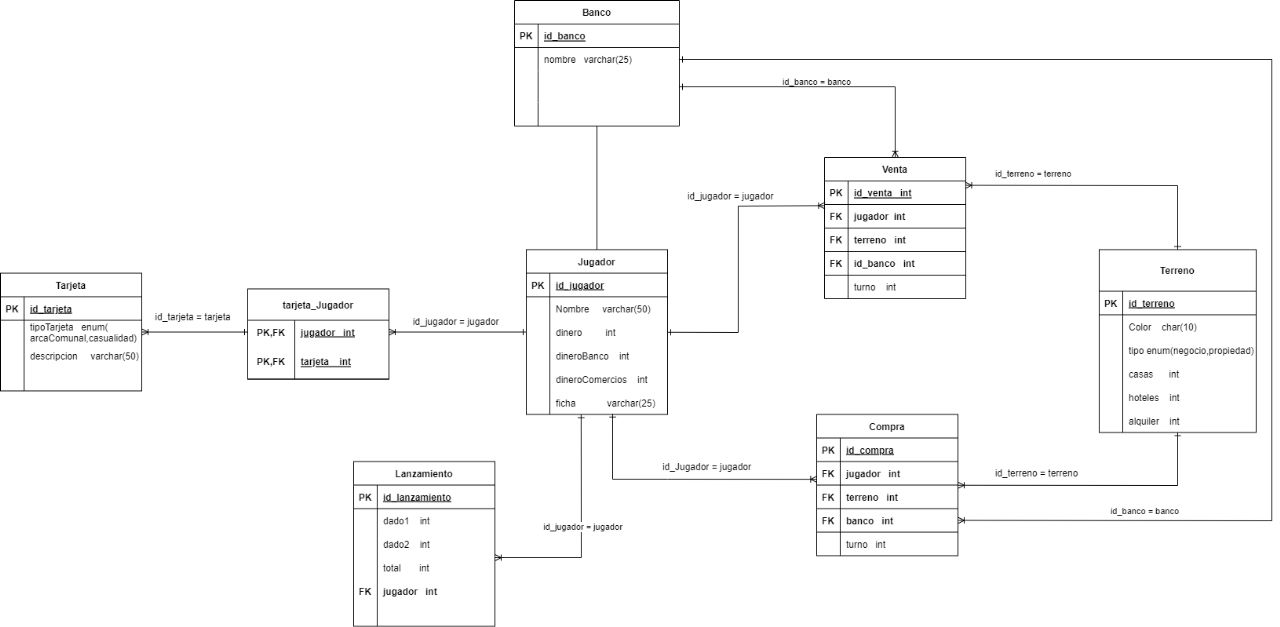 Banco
PK id_banco
nombre varchar(25)
id_banco = banco
Venta
PK id_venta int
FK jugador int
FK terreno int
FK id_banco int
turno int
id_terreno = terreno
id_jugador = jugador
Jugador
PK id_jugador
Nombre varchar(50)
dinero int
dineroBanco int
dineroComercios int
ficha varchar(25)
Terreno
PK id_terreno
Color char(10)
tipo enum(negocio,propiedad)
casas int
hoteles int
alquiler int
Tarjeta
PK id_tarjeta
tipoTarjeta enum(
arcaComunal,casualidad)
descripcion varchar(50)
id_tarjeta = tarjeta
tarjeta_Jugador
PK,FK jugador int
PK,FK tarjeta int
id_jugador = jugador
Compra
PK id_compra
FK jugador int
FK terreno int
FK banco int
turno int
id_Jugador = jugador
id_terreno = terreno
id_banco = banco
Lanzamiento
PK id_lanzamiento
dado1 int
dado2 int
total int
FK jugador int
id_jugador = jugador